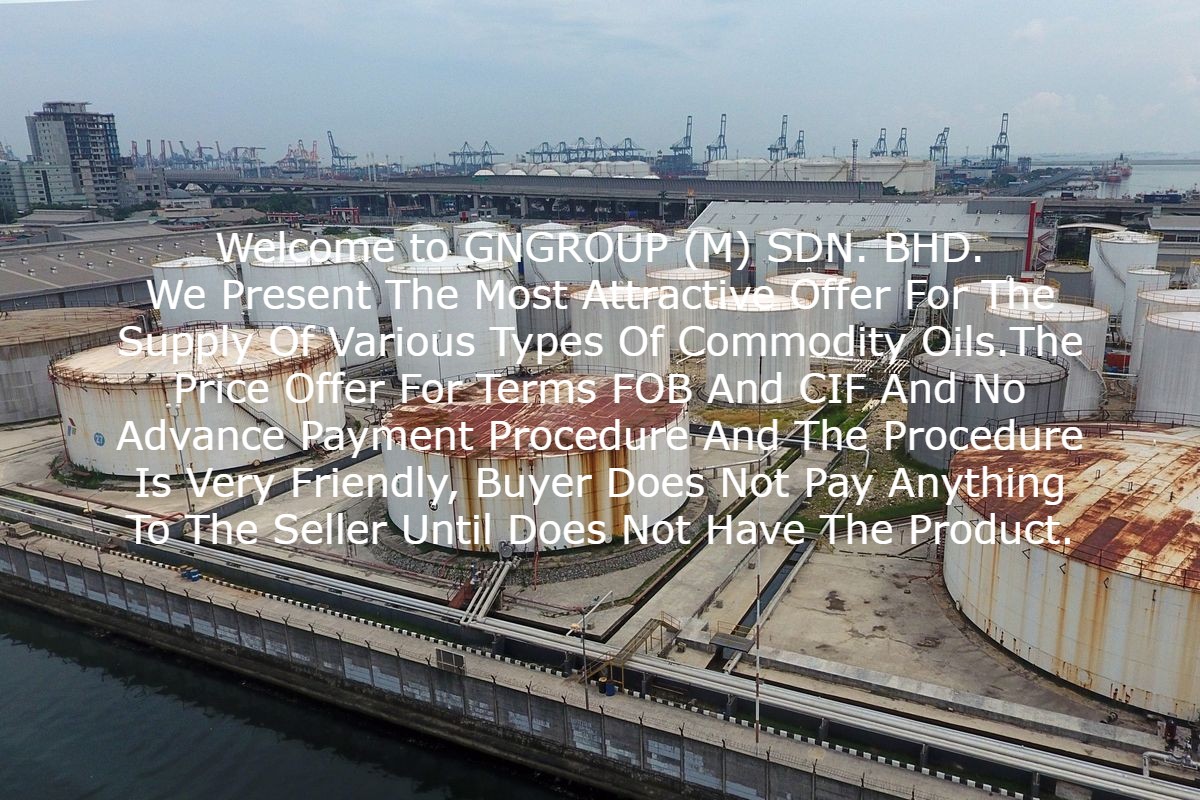 Welcome to GNGROUP (M) SDN. BHD.
We Present The Most Attractive Offer For The
Supply Of Various Types Of Commodity Oils.The
Price Offer For Terms FOB And CIF And No
Advance Payment Procedure And The Procedure
Is Very Friendly, Buyer Does Not Pay Anything
To The Seller Until Does Not Have The Product.
27